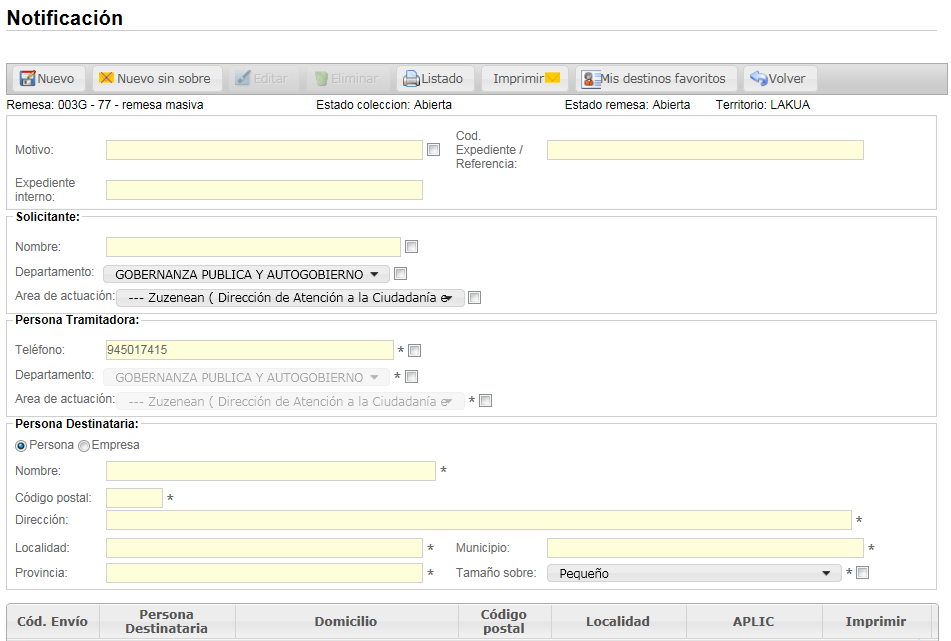 Notificación
Nuevo Nuevo sin sobre Editar Eliminar Listado Imprimir Mis destinos favoritos Volver
Remesa: 003G - 77 - remesa masiva Estado coleccion: Abierta Estado remesa: Abierta Territorio: LAKUA
Motivo:
Cod.
Expediente /
Referencia:
Expediente
interno:
Solicitante:
Nombre:
Departamento: GOBERNANZA PUBLICA Y AUTOGOBIERNO
Area de actuación: --- Zuzenean ( Dirección de Atención a la Ciudadanía e
Persona Tramitadora:
Teléfono: 945017415 *
Departamento: GOBERNANZA PUBLICA Y AUTOGOBIERNO *
Area de actuación: --- Zuzenean ( Dirección de Atención a la Ciudadanía e *
Persona Destinataria:
Persona Empresa
Nombre: *
Código postal: *
Dirección: *
Localidad: * Municipio: *
Provincia: * Tamaño sobre: Pequeño *
Cód. Envío
Persona
Destinataria
Domicilio
Código
postal
Localidad
APLIC
Imprimir